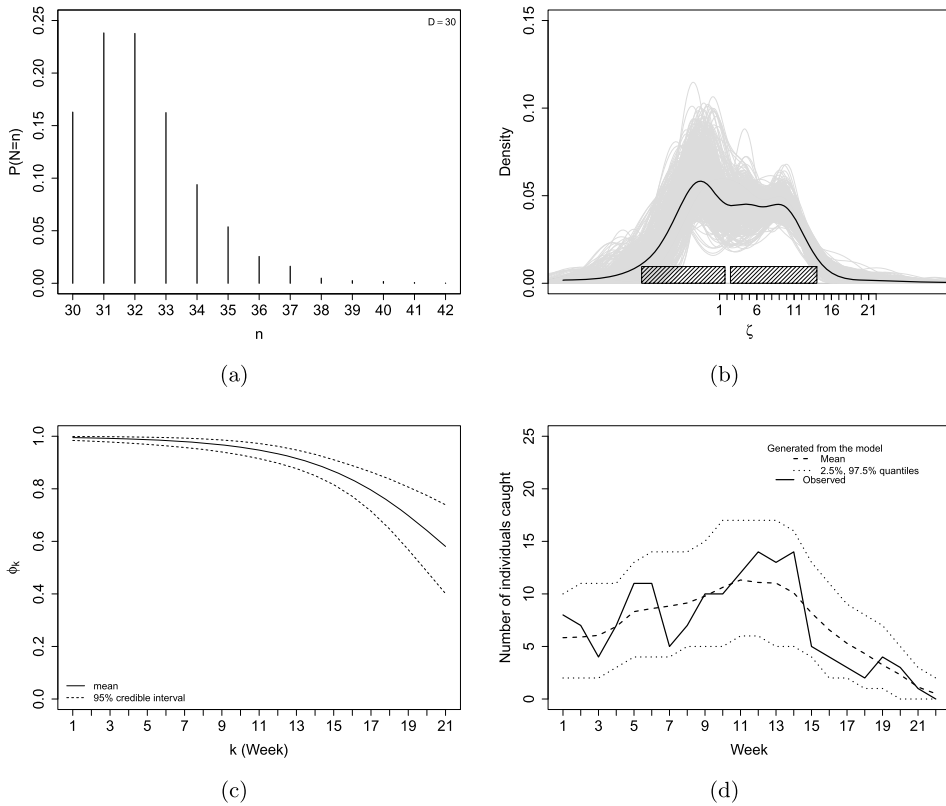 D = 30
P(N=n)
0.00 0.05 0.10 0.15 0.20 0.25
30 31 32 33 34 35 36 37 38 39 40 41 42
n
(a)
Density
0.00 0.05 0.10 0.15
1 6 11 16 21
ζ
(b)
ϕk
0.0 0.2 0.4 0.6 0.8 1.0
mean
95% credible interval
1 3 5 7 9 11 13 15 17 19 21
k (Week)
(c)
Number of individuals caught
0 5 10 15 20 25
Generated from the model
Mean
2.5%, 97.5% quantiles
Observed
1 3 5 7 9 11 13 15 17 19 21
Week
(d)